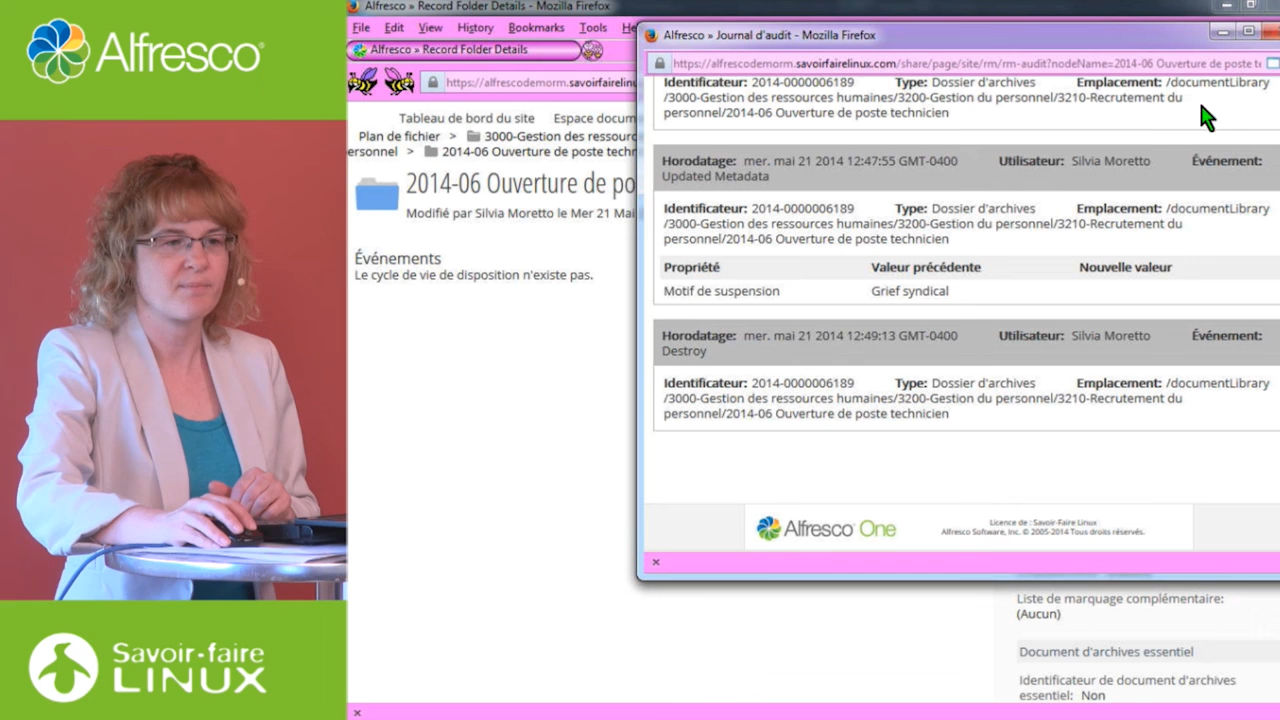 Alfresco
Savoir-faire
LINUX
Alfresco » Record Folder Details - Mozilla Firefox
File Edit View History Bookmarks Tools He
Alfresco » Record Folder Details
https://alfrescodemorm.savoirfairelinu
Tableau de bord du site Espace docum
Plan de fichier > 3000-Gestion des ressourc
ersonnel > 2014-06 Ouverture de poste techn
2014-06 Ouverture de po
Modifié par Silvia Moretto le Mer 21 Mai
Événements
Le cycle de vie de disposition n'existe pas.
Alfresco » Journal d'audit - Mozilla Firefox
https://alfrescodemorm.savoirfairelinux.com/share/page/site/rm/rm-audit?nodeName=2014-06 Ouverture de poste te
Identificateur: 2014-0000006189 Type: Dossier d'archives Emplacement: /documentLibrary
/3000-Gestion des ressources humaines/3200-Gestion du personnel/3210-Recrutement du
personnel/2014-06 Ouverture de poste technicien
Horodatage: mer. mai 21 2014 12:47:55 GMT-0400 Utilisateur: Silvia Moretto Événement:
Updated Metadata
Identificateur: 2014-0000006189 Type: Dossier d'archives Emplacement: /documentLibrary
/3000-Gestion des ressources humaines/3200-Gestion du personnel/3210-Recrutement du
personnel/2014-06 Ouverture de poste technicien
Propriété Valeur précédente Nouvelle valeur
Motif de suspension Grief syndical
Horodatage: mer. mai 21 2014 12:49:13 GMT-0400 Utilisateur: Silvia Moretto Événement:
Destroy
Identificateur: 2014-0000006189 Type: Dossier d'archives Emplacement: /documentLibrary
/3000-Gestion des ressources humaines/3200-Gestion du personnel/3210-Recrutement du
personnel/2014-06 Ouverture de poste technicien
Alfresco One
Licence de : Savoir-Faire Linux
Alfresco Software, Inc. © 2005-2014 Tous droits réservés.
Liste de marquage complémentaire:
(Aucun)
Document d'archives essentiel
Identificateur de document d'archives
essentiel: Non